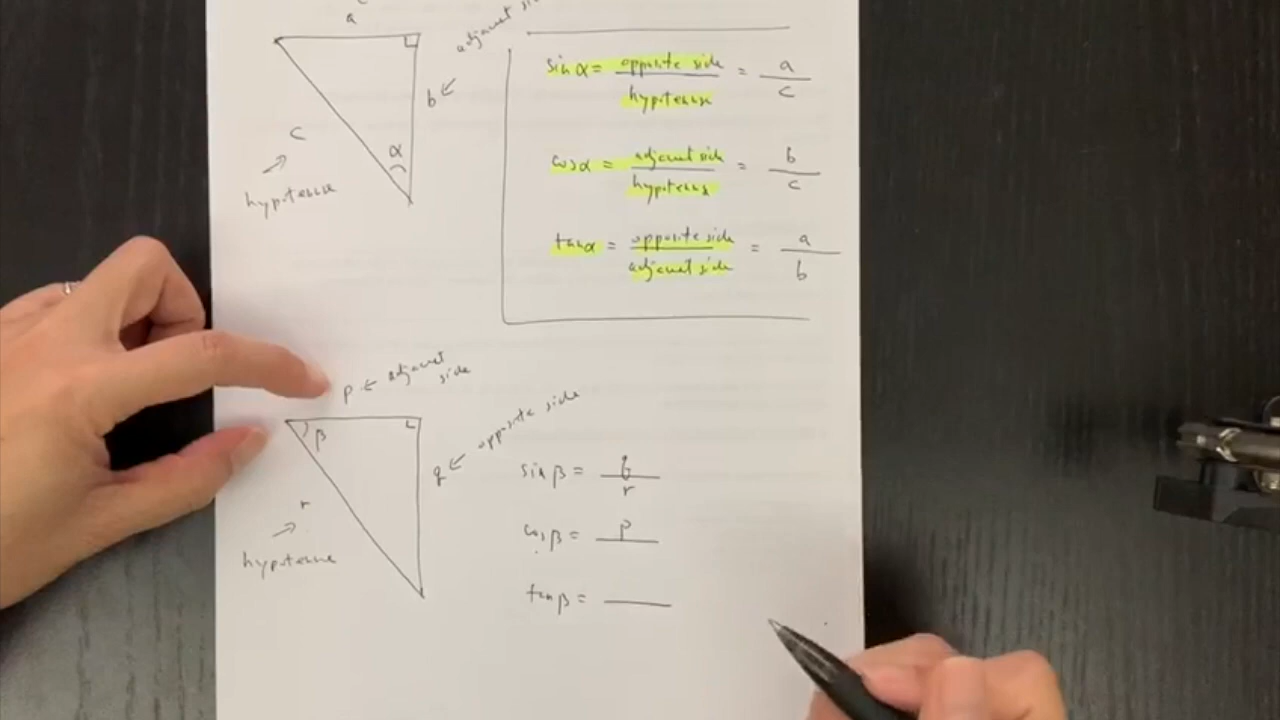 a
adjacent si
b
c
α
hypotenuse
sin α = opposite side / hypotenuse = a / c
cos α = adjacent side / hypotenuse = b / c
tan α = opposite side / adjacent side = a / b
p ← adjacent
side
β
q ← opposite side
r
hypotenuse
sin β = q / r
cos β = p
tan β =